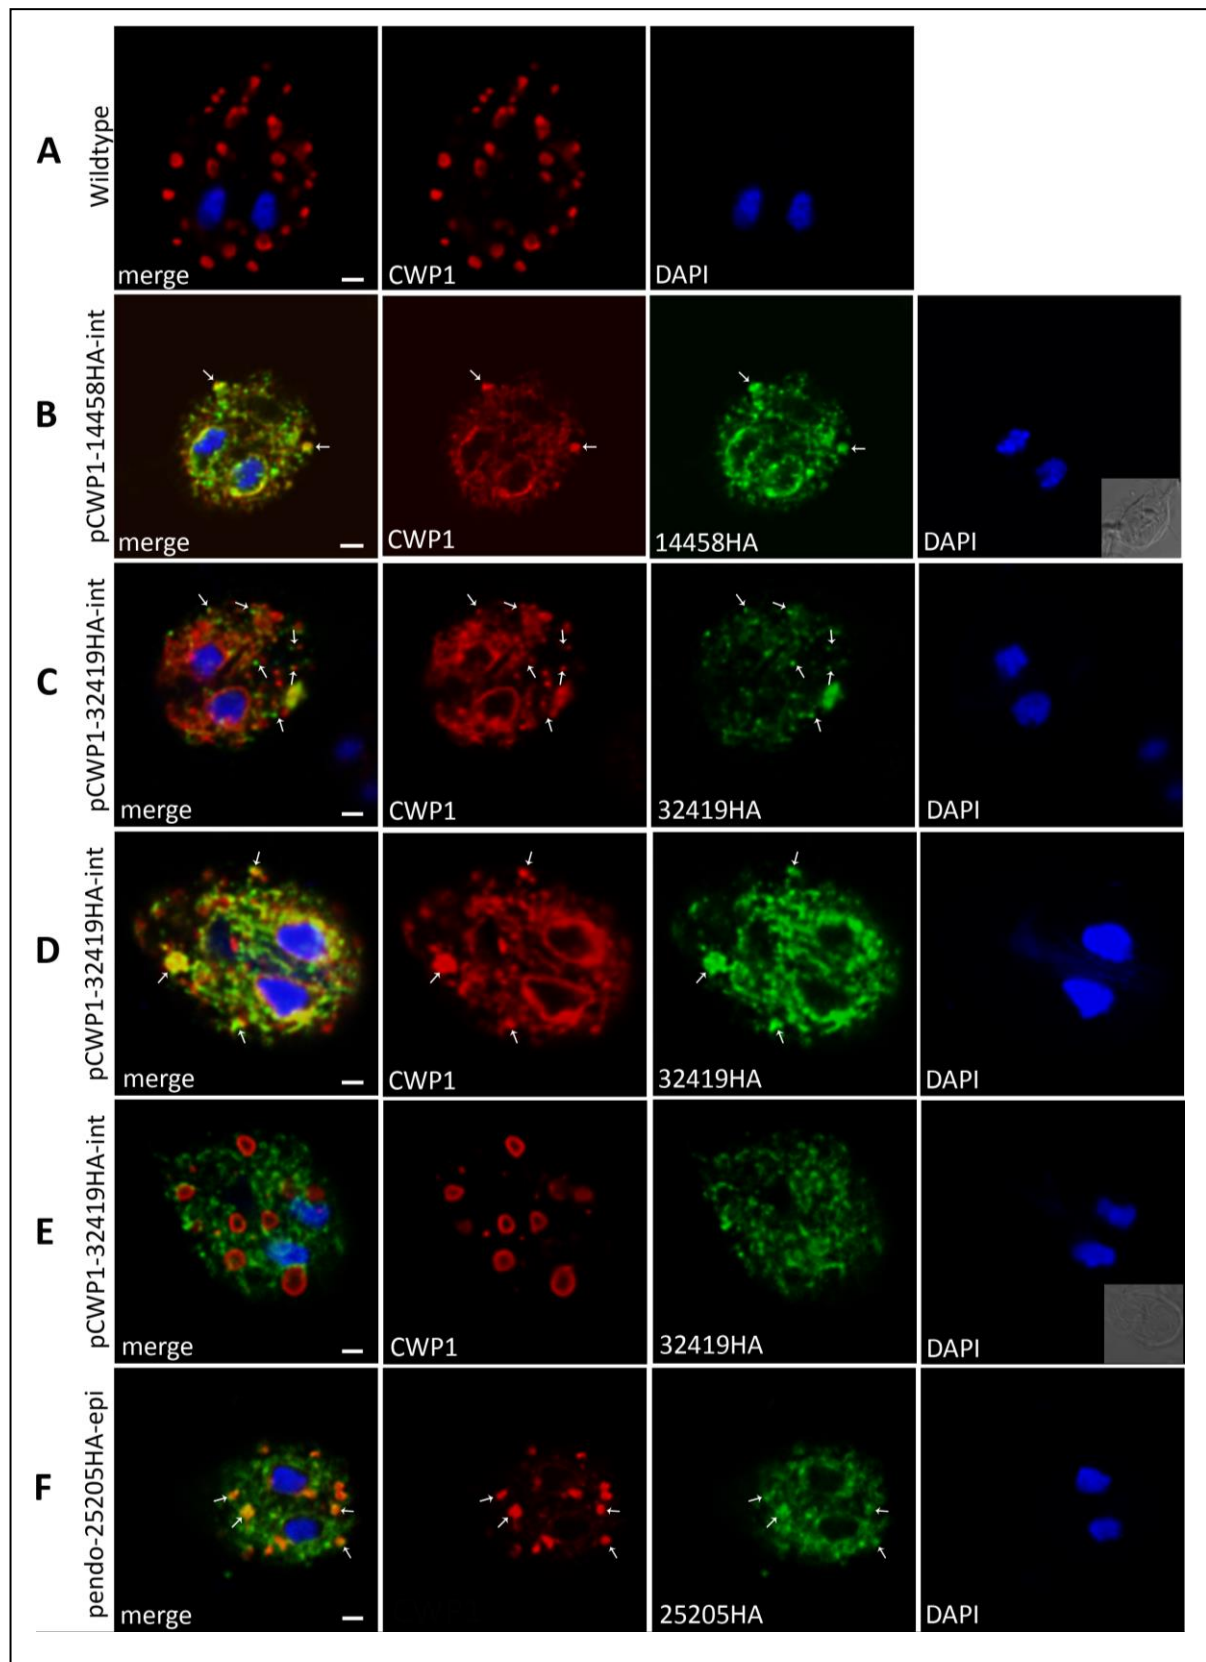 A
Wildtype
merge
CWP1
DAPI
B
pCWP1-14458HA-int
merge
CWP1
14458HA
DAPI
C
pCWP1-32419HA-int
merge
CWP1
32419HA
DAPI
D
pCWP1-32419HA-int
merge
CWP1
32419HA
DAPI
E
pCWP1-32419HA-int
merge
CWP1
32419HA
DAPI
F
pendo-25205HA-epi
merge
CWP1
25205HA
DAPI